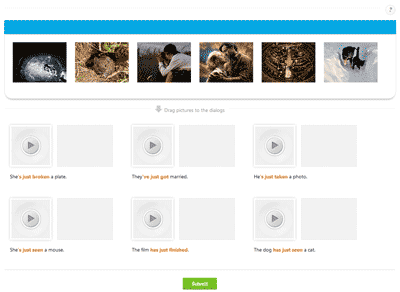 ?
Drag pictures to the dialogs.
She's just broken a plate.
They've just got married.
He's just taken a photo.
She's just seen a mouse.
The film has just finished.
The dog has just seen a cat.
Submit